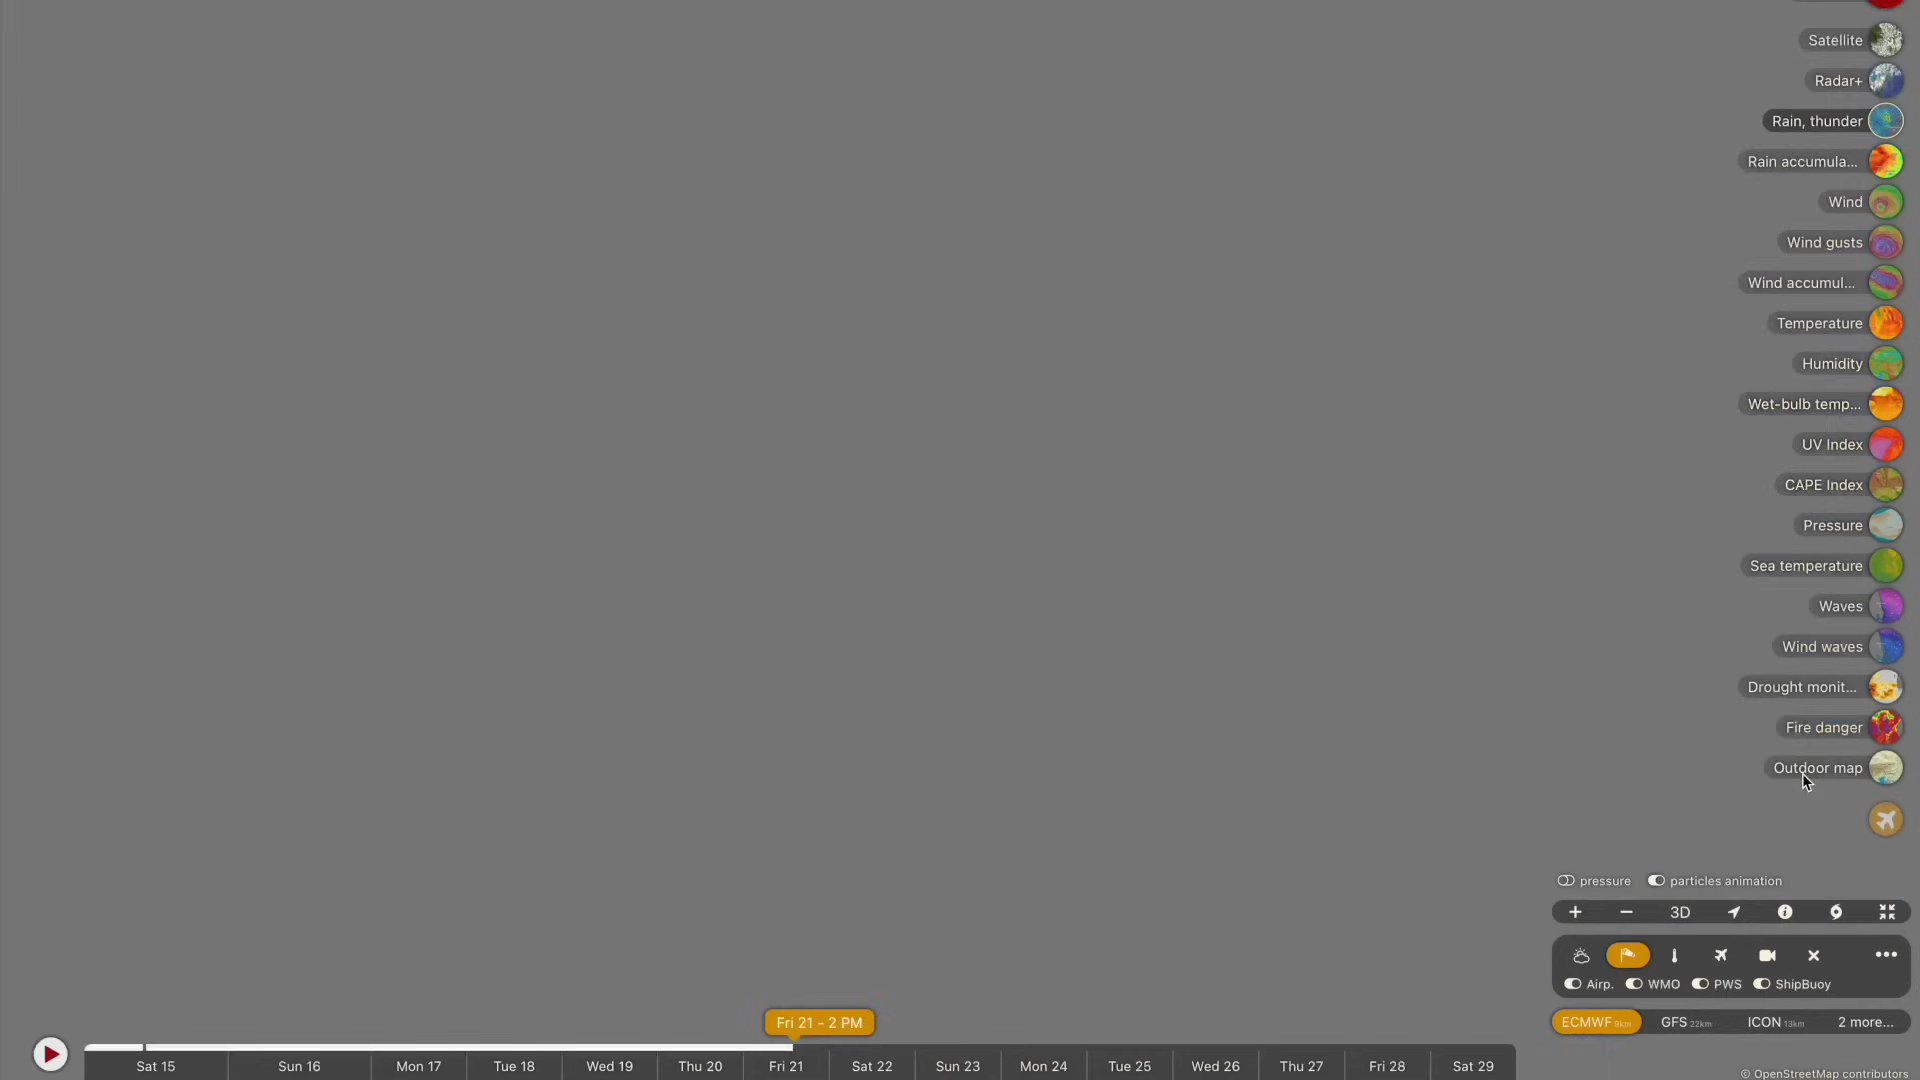 Satellite
Radar+
Rain, thunder
Rain accumula...
Wind
Wind gusts
Wind accumul...
Temperature
Humidity
Wet-bulb temp...
UV Index
CAPE Index
Pressure
Sea temperature
Waves
Wind waves
Drought monit...
Fire danger
Outdoor map
pressure particles animation
3D
Airp. WMO PWS ShipBuoy
ECMWF 9km GFS 22km ICON 13km 2 more...
Fri 21 - 2 PM
Sat 15 Sun 16 Mon 17 Tue 18 Wed 19 Thu 20 Fri 21 Sat 22 Sun 23 Mon 24 Tue 25 Wed 26 Thu 27 Fri 28 Sat 29
© OpenStreetMap contributors